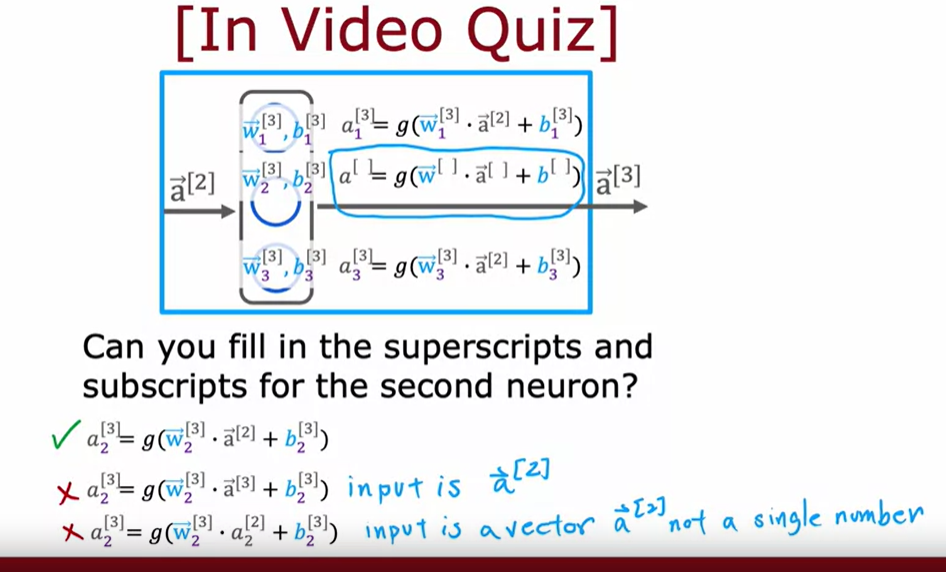 [In Video Quiz]
w⃗₁^[3], b₁^[3] a₁^[3] = g(w⃗₁^[3] · a⃗^[2] + b₁^[3])
a⃗^[2] w⃗₂^[3], b₂^[3] a^[ ] = g(w⃗^[ ] · a⃗^[ ] + b^[ ]) a⃗^[3]
w⃗₃^[3], b₃^[3] a₃^[3] = g(w⃗₃^[3] · a⃗^[2] + b₃^[3])
Can you fill in the superscripts and
subscripts for the second neuron?
✓ a₂^[3] = g(w⃗₂^[3] · a⃗^[2] + b₂^[3])
✗ a₂^[3] = g(w⃗₂^[3] · a⃗^[3] + b₂^[3]) input is a⃗^[2]
✗ a₂^[3] = g(w⃗₂^[3] · a₂^[2] + b₂^[3]) input is a vector a⃗^[2] not a single number